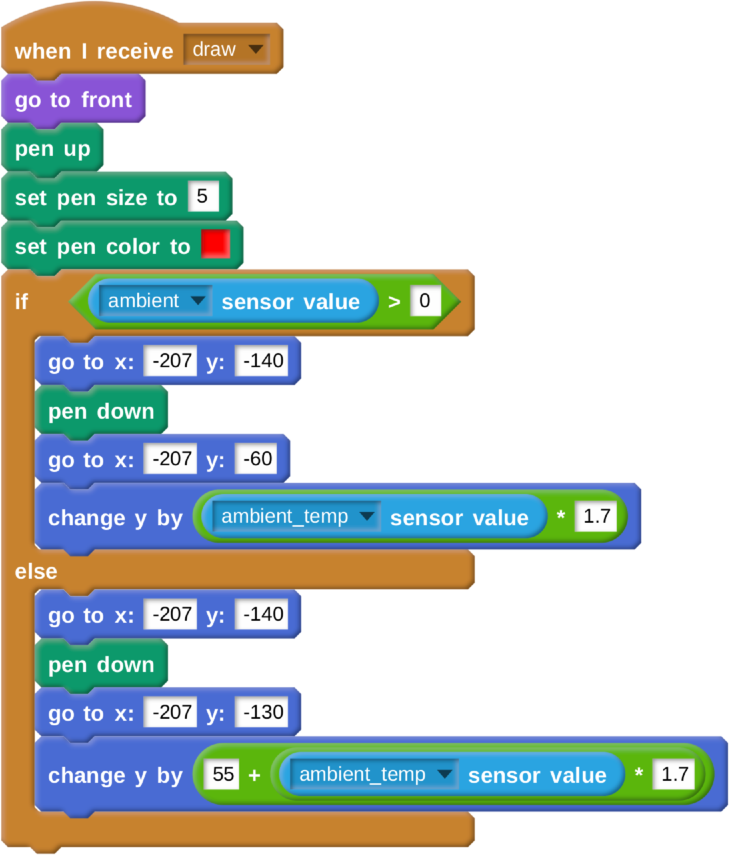 when I receive draw
go to front
pen up
set pen size to 5
set pen color to
if ambient sensor value > 0
go to x: -207 y: -140
pen down
go to x: -207 y: -60
change y by ambient_temp sensor value * 1.7
else
go to x: -207 y: -140
pen down
go to x: -207 y: -130
change y by 55 + ambient_temp sensor value * 1.7